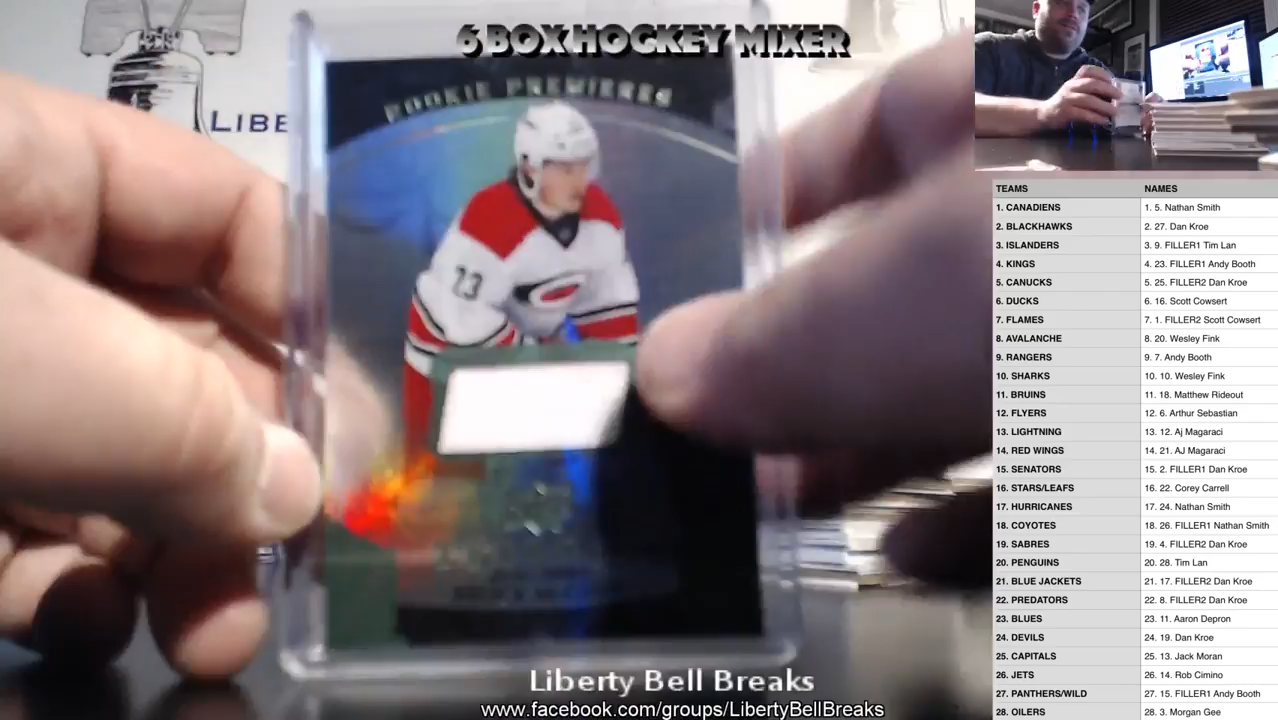 6 BOX HOCKEY MIXER
LIBE
ROOKIE PREMIERES
23
TEAMS NAMES
1. CANADIENS 1. 5. Nathan Smith
2. BLACKHAWKS 2. 27. Dan Kroe
3. ISLANDERS 3. 9. FILLER1 Tim Lan
4. KINGS 4. 23. FILLER1 Andy Booth
5. CANUCKS 5. 25. FILLER2 Dan Kroe
6. DUCKS 6. 16. Scott Cowsert
7. FLAMES 7. 1. FILLER2 Scott Cowsert
8. AVALANCHE 8. 20. Wesley Fink
9. RANGERS 9. 7. Andy Booth
10. SHARKS 10. 10. Wesley Fink
11. BRUINS 11. 18. Matthew Rideout
12. FLYERS 12. 6. Arthur Sebastian
13. LIGHTNING 13. 12. Aj Magaraci
14. RED WINGS 14. 21. AJ Magaraci
15. SENATORS 15. 2. FILLER1 Dan Kroe
16. STARS/LEAFS 16. 22. Corey Carrell
17. HURRICANES 17. 24. Nathan Smith
18. COYOTES 18. 26. FILLER1 Nathan Smith
19. SABRES 19. 4. FILLER2 Dan Kroe
20. PENGUINS 20. 28. Tim Lan
21. BLUE JACKETS 21. 17. FILLER2 Dan Kroe
22. PREDATORS 22. 8. FILLER2 Dan Kroe
23. BLUES 23. 11. Aaron Depron
24. DEVILS 24. 19. Dan Kroe
25. CAPITALS 25. 13. Jack Moran
26. JETS 26. 14. Rob Cimino
27. PANTHERS/WILD 27. 15. FILLER1 Andy Booth
28. OILERS 28. 3. Morgan Gee
Liberty Bell Breaks
www.facebook.com/groups/LibertyBellBreaks